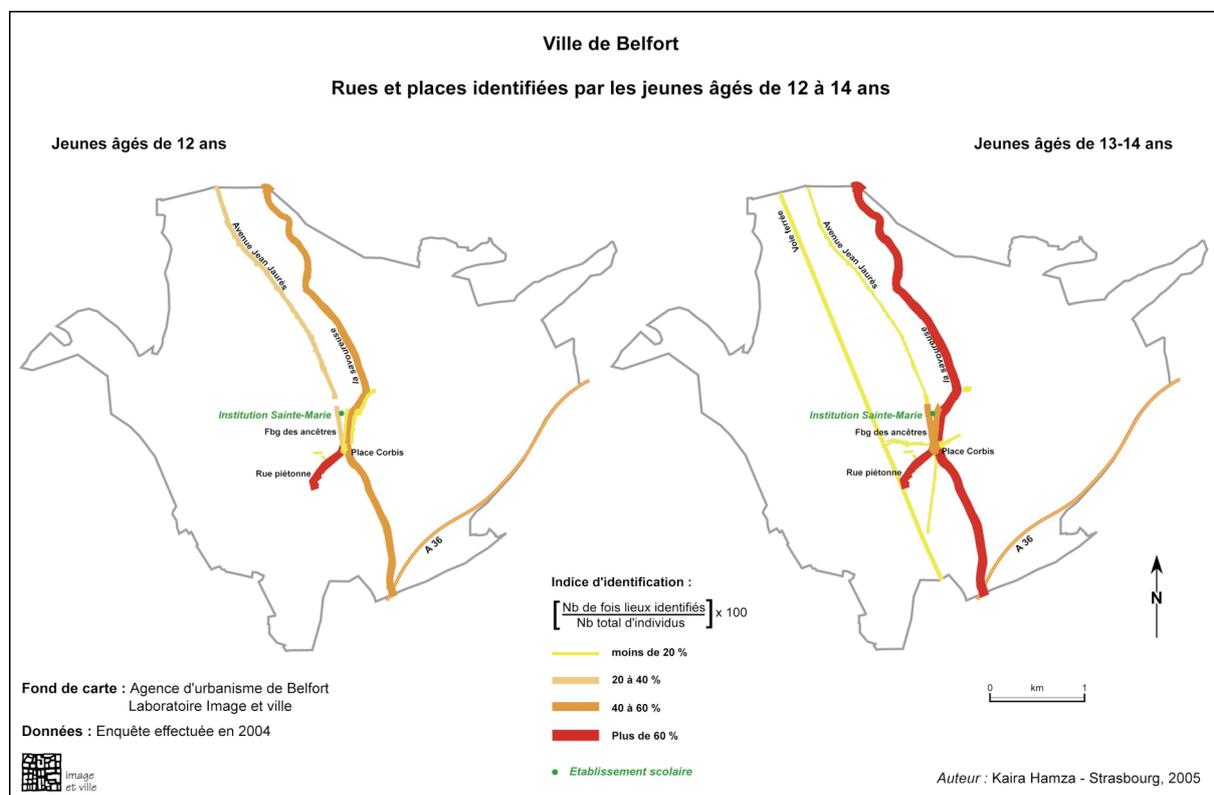 Ville de Belfort
Rues et places identifiées par les jeunes âgés de 12 à 14 ans
Jeunes âgés de 12 ans
Avenue Jean Jaurès
la savoureuse
Institution Sainte-Marie
Fbg des ancêtres
Place Corbis
Rue piétonne
A 36
Jeunes âgés de 13-14 ans
Voie ferrée
Avenue Jean Jaurès
la savoureuse
Institution Sainte-Marie
Fbg des ancêtres
Place Corbis
Rue piétonne
A 36
N
0 km 1
Indice d'identification :
[Nb de fois lieux identifiés
Nb total d'individus] x 100
moins de 20 %
20 à 40 %
40 à 60 %
Plus de 60 %
Etablissement scolaire
Fond de carte : Agence d'urbanisme de Belfort
Laboratoire Image et ville
Données : Enquête effectuée en 2004
image
et ville
Auteur : Kaira Hamza - Strasbourg, 2005